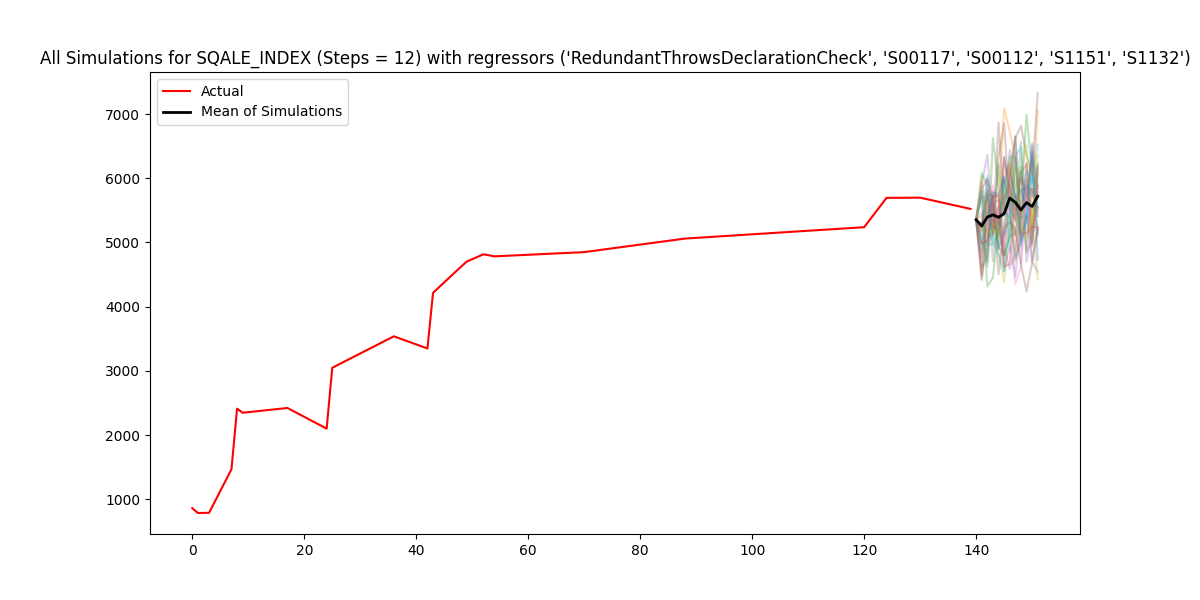 All Simulations for SQALE_INDEX (Steps = 12) with regressors ('RedundantThrowsDeclarationCheck', 'S00117', 'S00112', 'S1151', 'S1132')
Actual
Mean of Simulations
7000
6000
5000
4000
3000
2000
1000
0 20 40 60 80 100 120 140